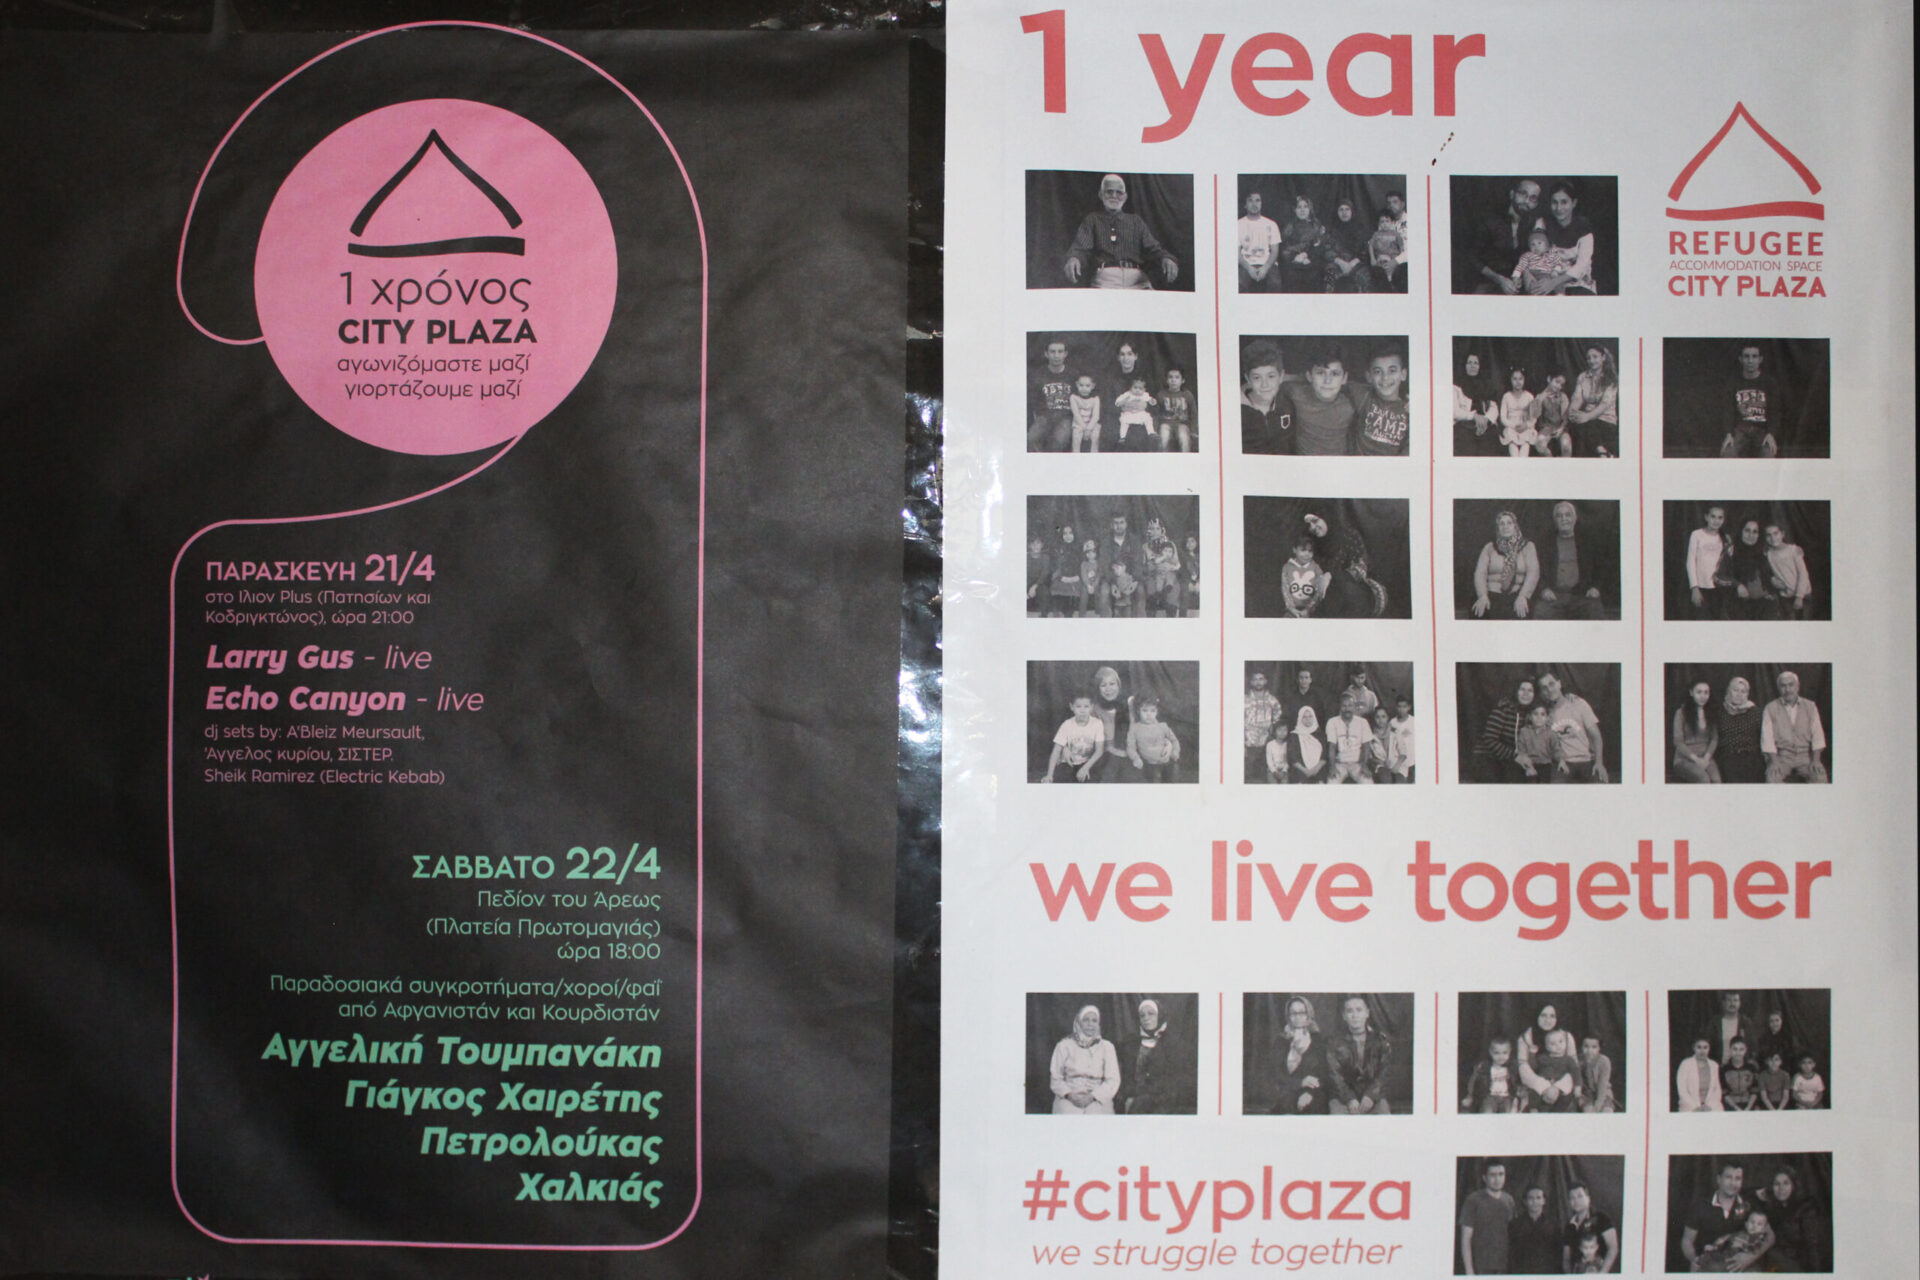 1 χρόνος
CITY PLAZA
αγωνιζόμαστε μαζί
γιορτάζουμε μαζί
ΠΑΡΑΣΚΕΥΗ 21/4
στο Ιλιον Plus (Πατησίων και
Κοδριγκτώνος), ώρα 21:00
Larry Gus - live
Echo Canyon - live
dj sets by: A'Bleiz Meursault,
Άγγελος κυρίου, ΣΙΣΤΕΡ.
Sheik Ramirez (Electric Kebab)
ΣΑΒΒΑΤΟ 22/4
Πεδίον του Άρεως
(Πλατεία Πρωτομαγιάς)
ώρα 18:00
Παραδοσιακά συγκροτήματα/χοροί/φαΐ
από Αφγανιστάν και Κουρδιστάν
Αγγελική Τουμπανάκη
Γιάγκος Χαιρέτης
Πετρολούκας
Χαλκιάς
1 year
REFUGEE
ACCOMMODATION SPACE
CITY PLAZA
we live together
#cityplaza
we struggle together